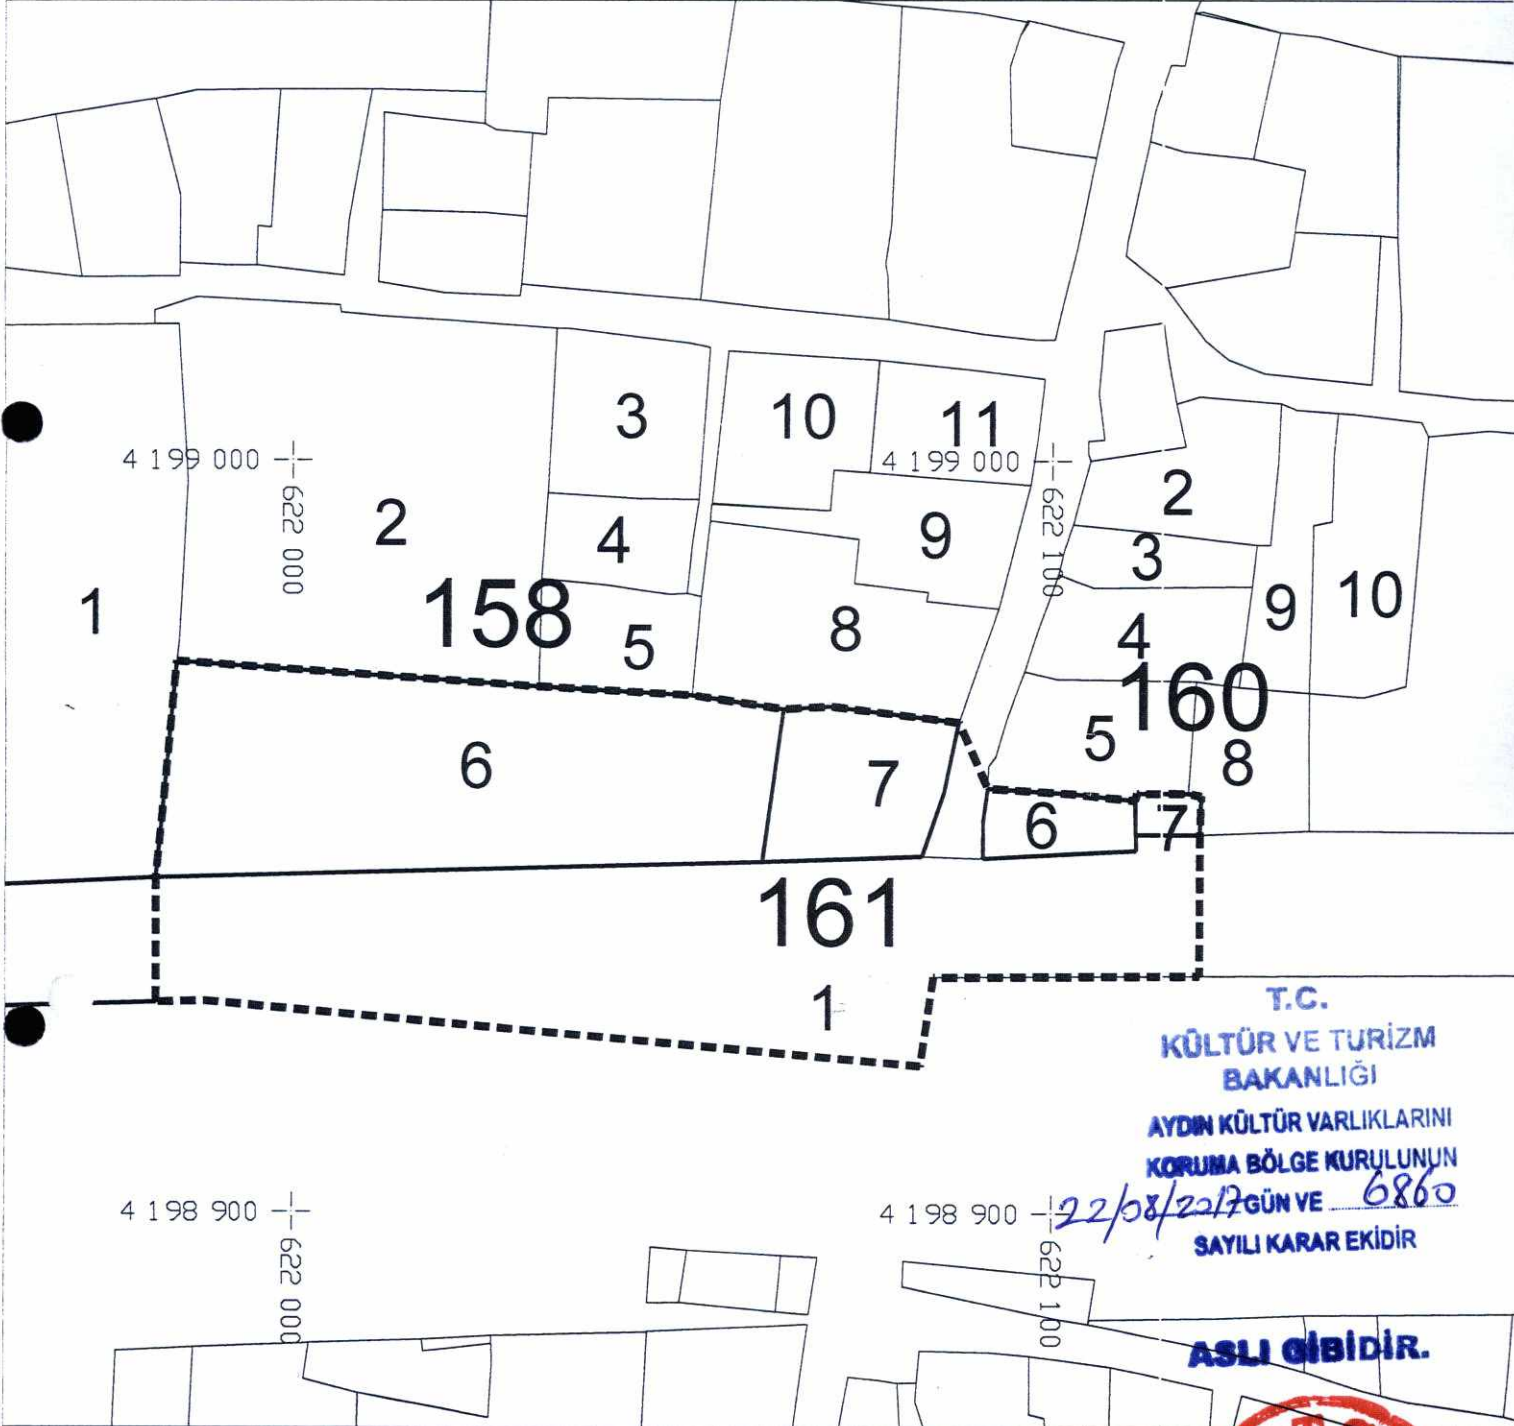 3
10
11
4 199 000
4 199 000
622 000
622 100
2
2
4
9
3
1
158
5
8
4
9
10
160
5
8
6
7
6
7
161
1
T.C.
KÜLTÜR VE TURİZM
BAKANLIĞI
AYDIN KÜLTÜR VARLIKLARINI
KORUMA BÖLGE KURULUNUN
22/08/2017 GÜN VE 6860
SAYILI KARAR EKİDİR
4 198 900
4 198 900
622 000
622 100
ASLI GİBİDİR.